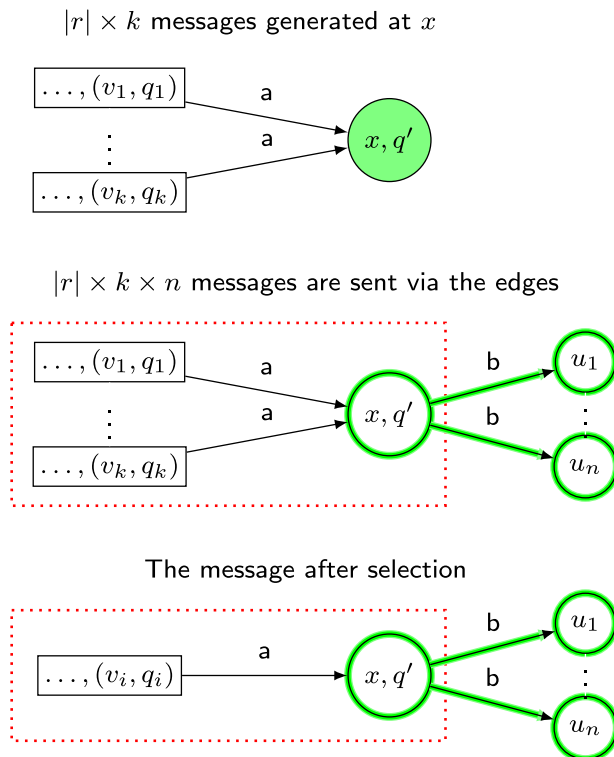 |r| × k messages generated at x
…, (v₁, q₁)
a
x, q′
⋮
a
…, (vₖ, qₖ)
|r| × k × n messages are sent via the edges
…, (v₁, q₁)
a
b
u₁
x, q′
⋮
a
b
⋮
…, (vₖ, qₖ)
uₙ
The message after selection
…, (vᵢ, qᵢ)
a
x, q′
b
u₁
b
⋮
uₙ